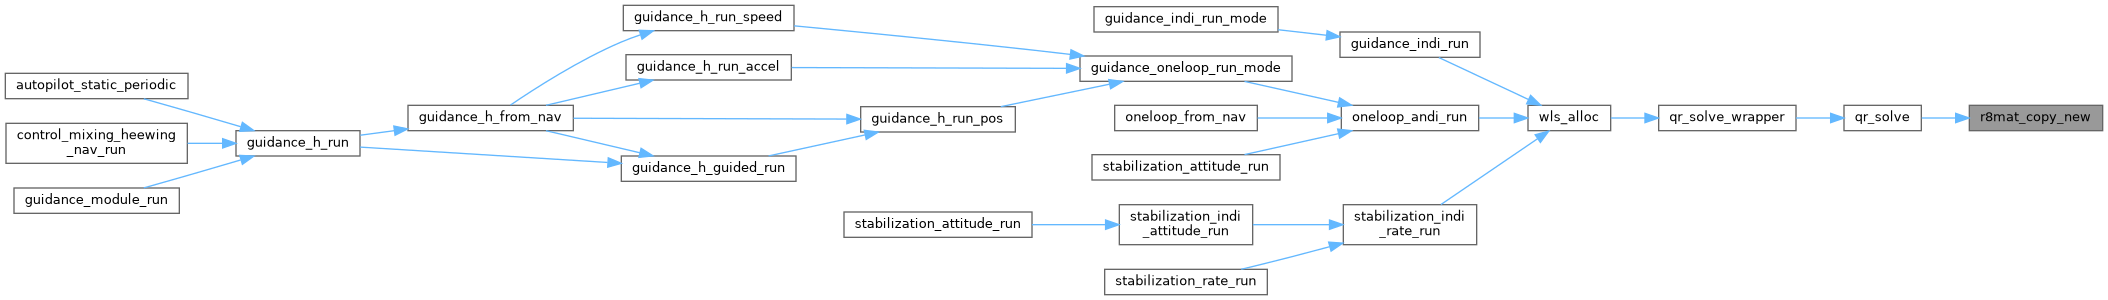 guidance_h_run_speed
guidance_indi_run_mode
guidance_indi_run
guidance_h_run_accel
guidance_oneloop_run_mode
autopilot_static_periodic
guidance_h_from_nav
guidance_h_run_pos
oneloop_from_nav
oneloop_andi_run
wls_alloc
qr_solve_wrapper
qr_solve
r8mat_copy_new
control_mixing_heewing
_nav_run
guidance_h_run
guidance_h_guided_run
stabilization_attitude_run
guidance_module_run
stabilization_attitude_run
stabilization_indi
_attitude_run
stabilization_indi
_rate_run
stabilization_rate_run